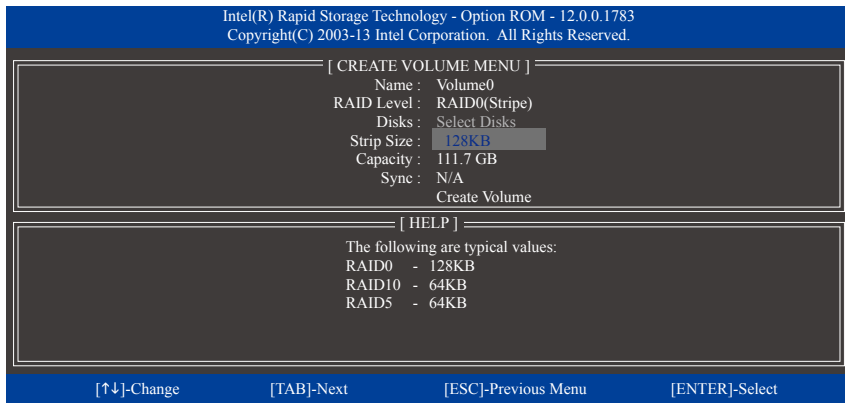 Intel(R) Rapid Storage Technology - Option ROM - 12.0.0.1783
Copyright(C) 2003-13 Intel Corporation. All Rights Reserved.
[ CREATE VOLUME MENU ]
Name : Volume0
RAID Level : RAID0(Stripe)
Disks : Select Disks
Strip Size : 128KB
Capacity : 111.7 GB
Sync : N/A
Create Volume
[ HELP ]
The following are typical values:
RAID0 - 128KB
RAID10 - 64KB
RAID5 - 64KB
[↑↓]-Change [TAB]-Next [ESC]-Previous Menu [ENTER]-Select